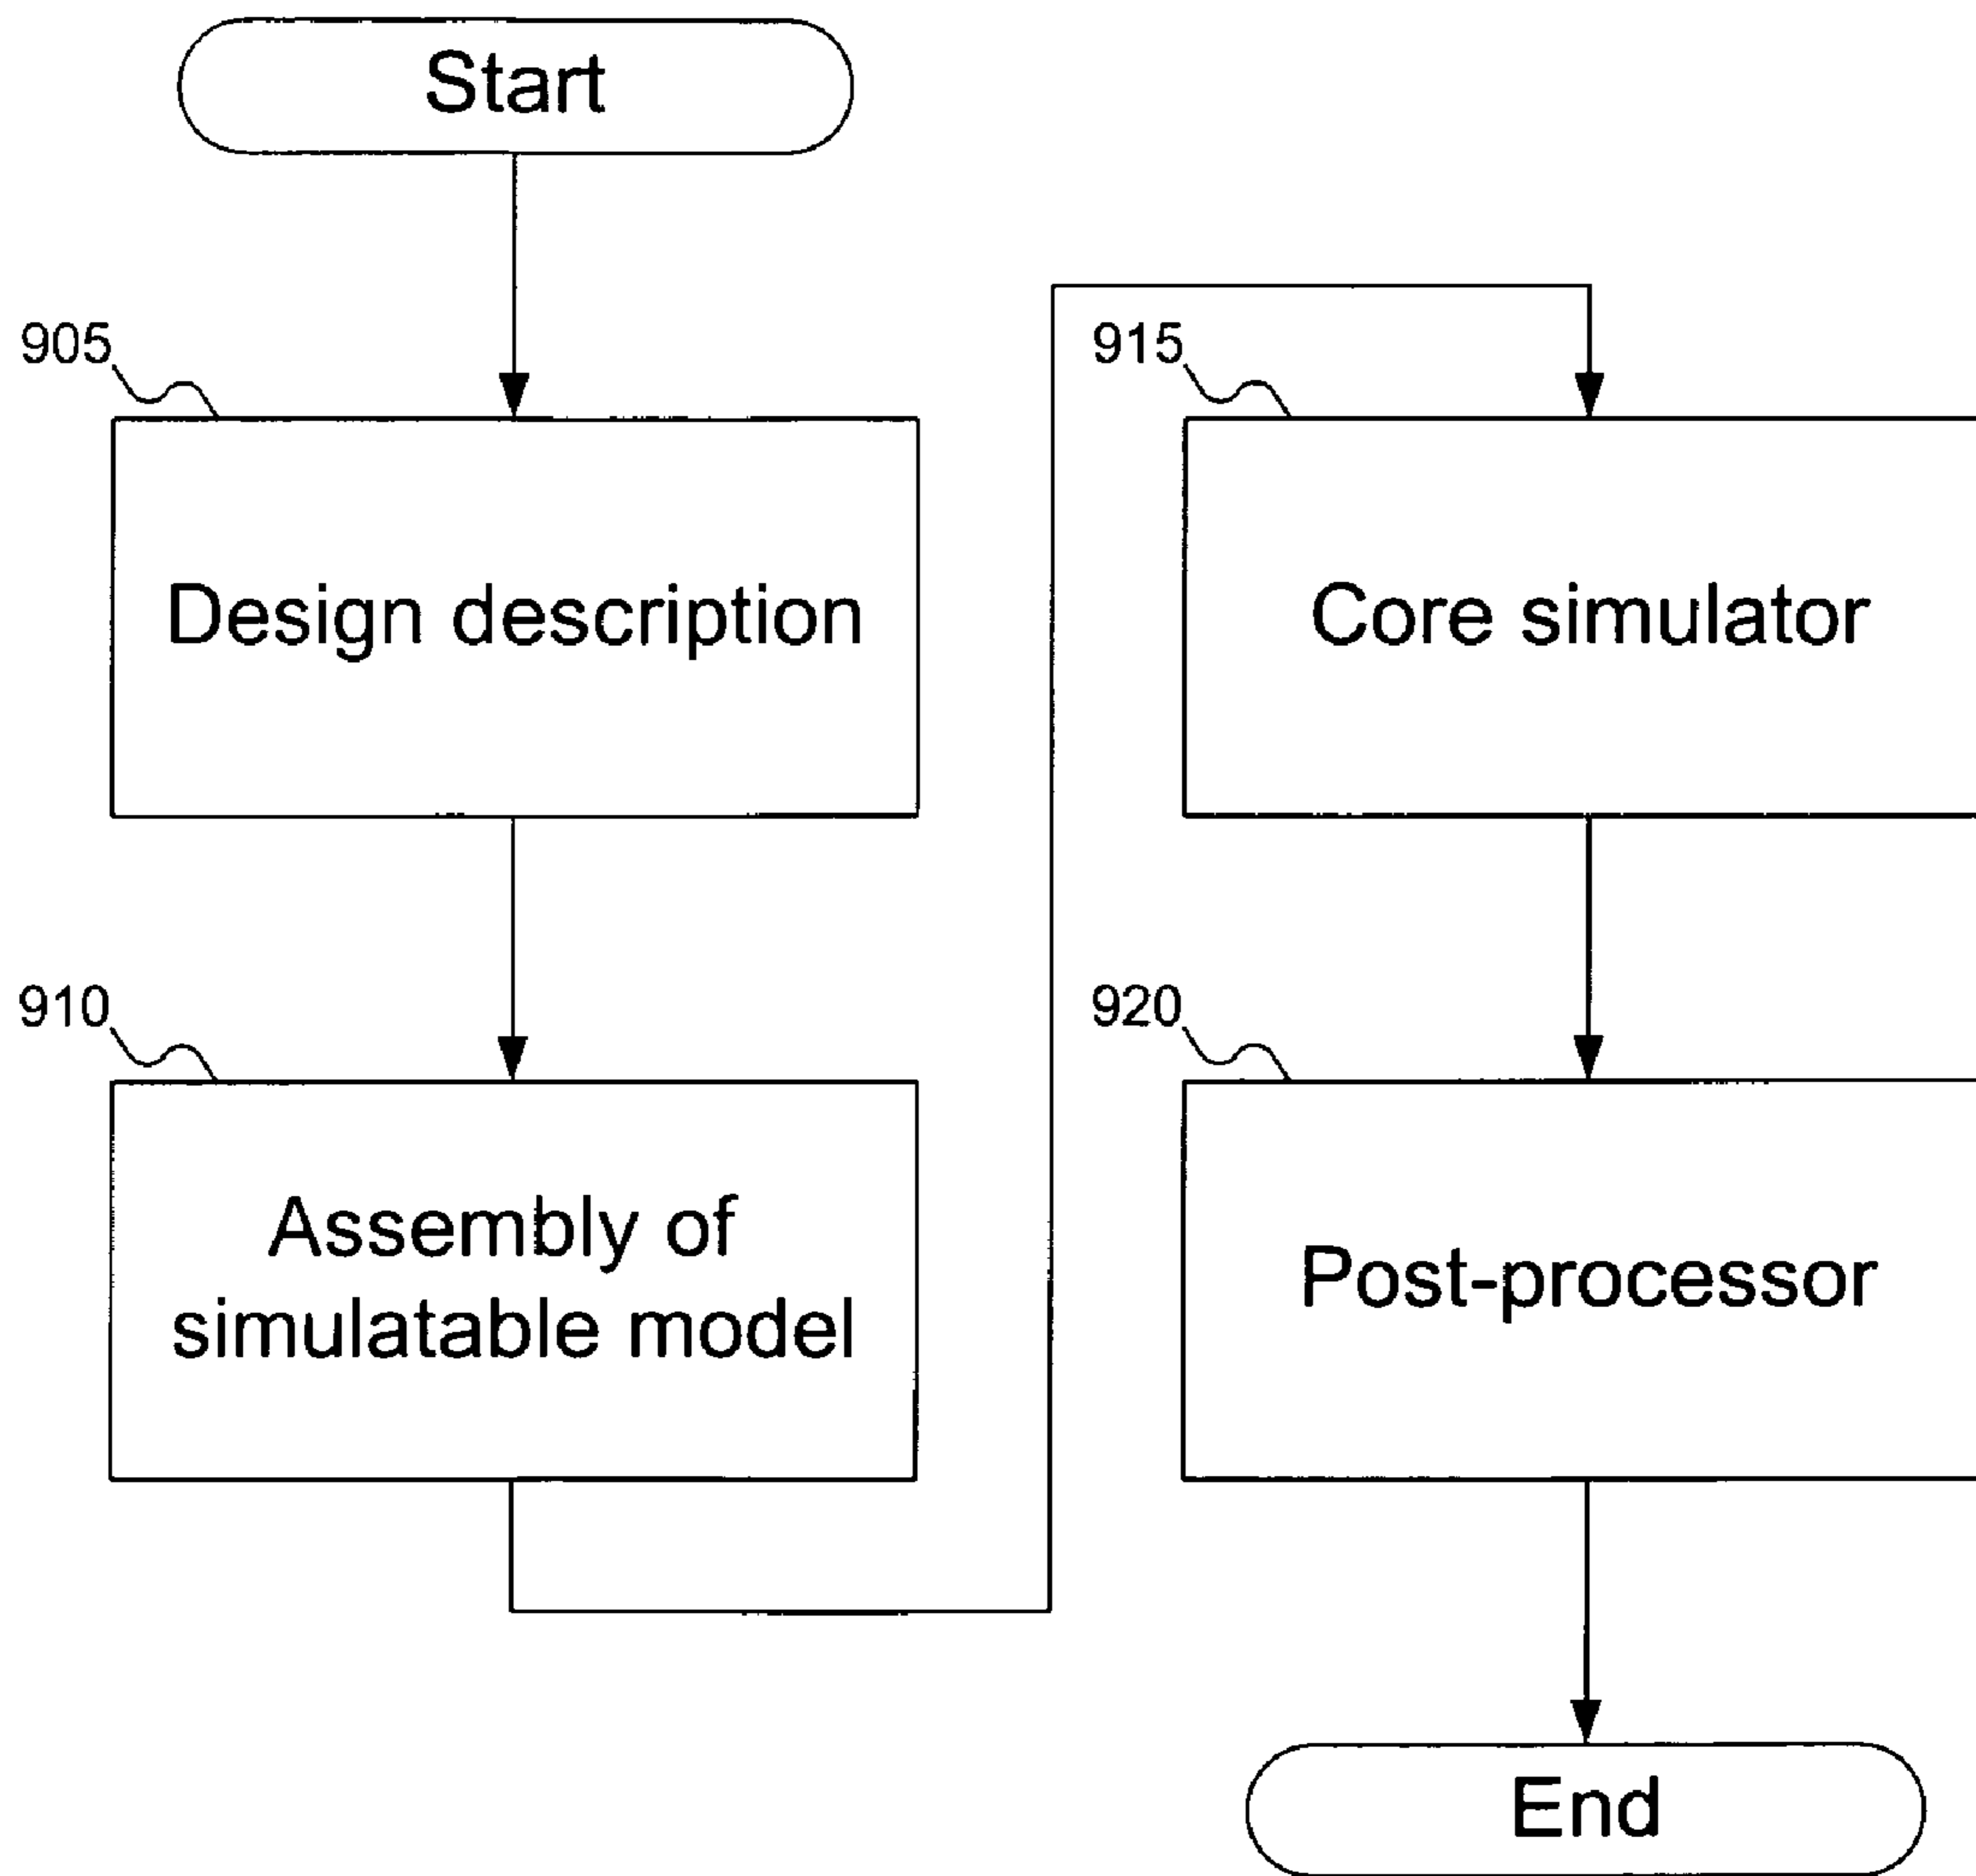 Start
905
Design description
910
Assembly of
simulatable model
915
Core simulator
920
Post-processor
End